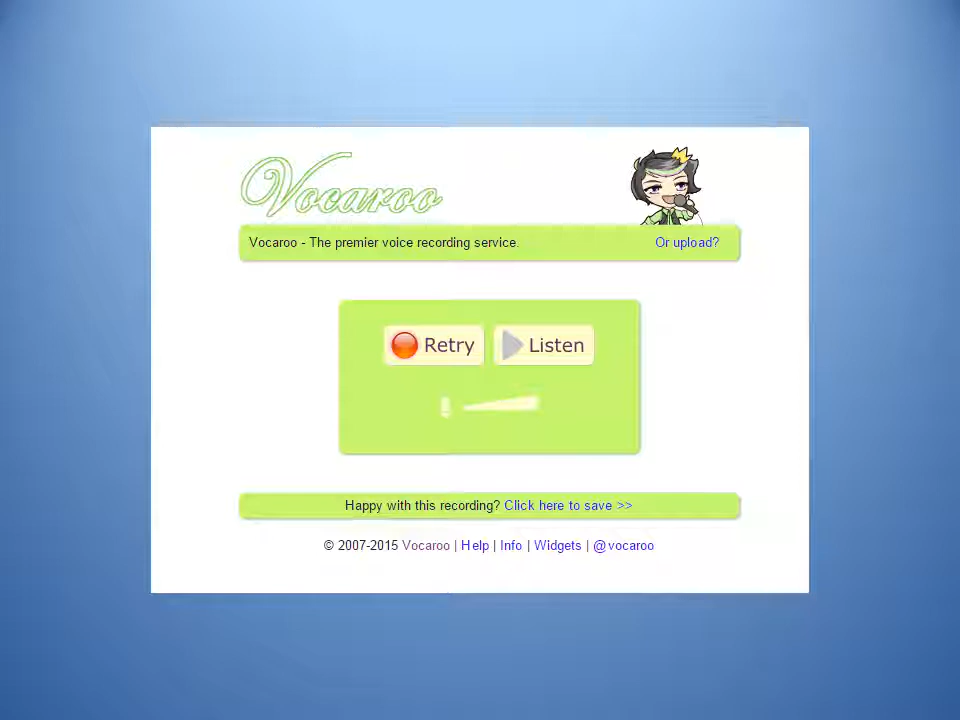 Vocaroo
Vocaroo - The premier voice recording service. Or upload?
Retry Listen
Happy with this recording? Click here to save >>
© 2007-2015 Vocaroo | Help | Info | Widgets | @vocaroo